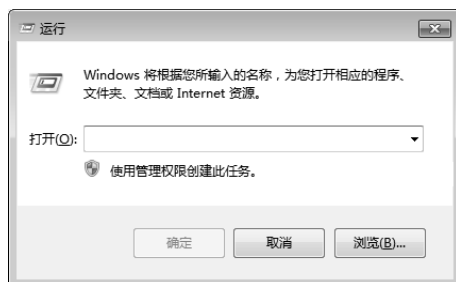 运行
Windows 将根据您所输入的名称，为您打开相应的程序、
文件夹、文档或 Internet 资源。
打开(O):
使用管理权限创建此任务。
确定 取消 浏览(B)...